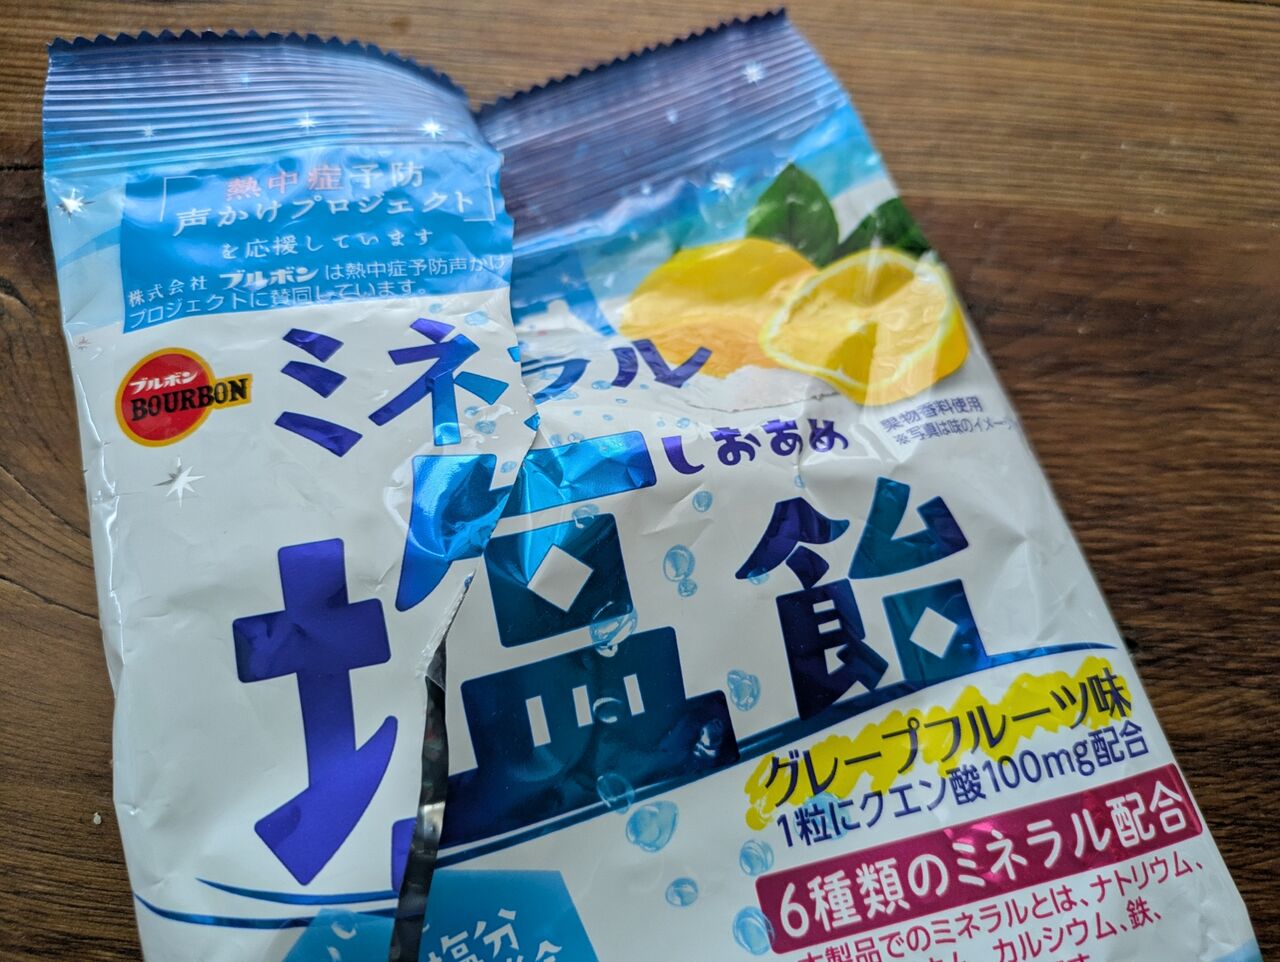 熱中症予防
声かけプロジェクト
を応援しています
株式会社 ブルボン は熱中症予防声かけ
プロジェクトに賛同しています。
ブルボン
BOURBON
ミネラル
しおあめ
塩飴
果物香料使用
※写真は味のイメージ
グレープフルーツ味
1粒にクエン酸100mg配合
6種類のミネラル配合
本製品でのミネラルとは、ナトリウム、
カルシウム、鉄、
塩分